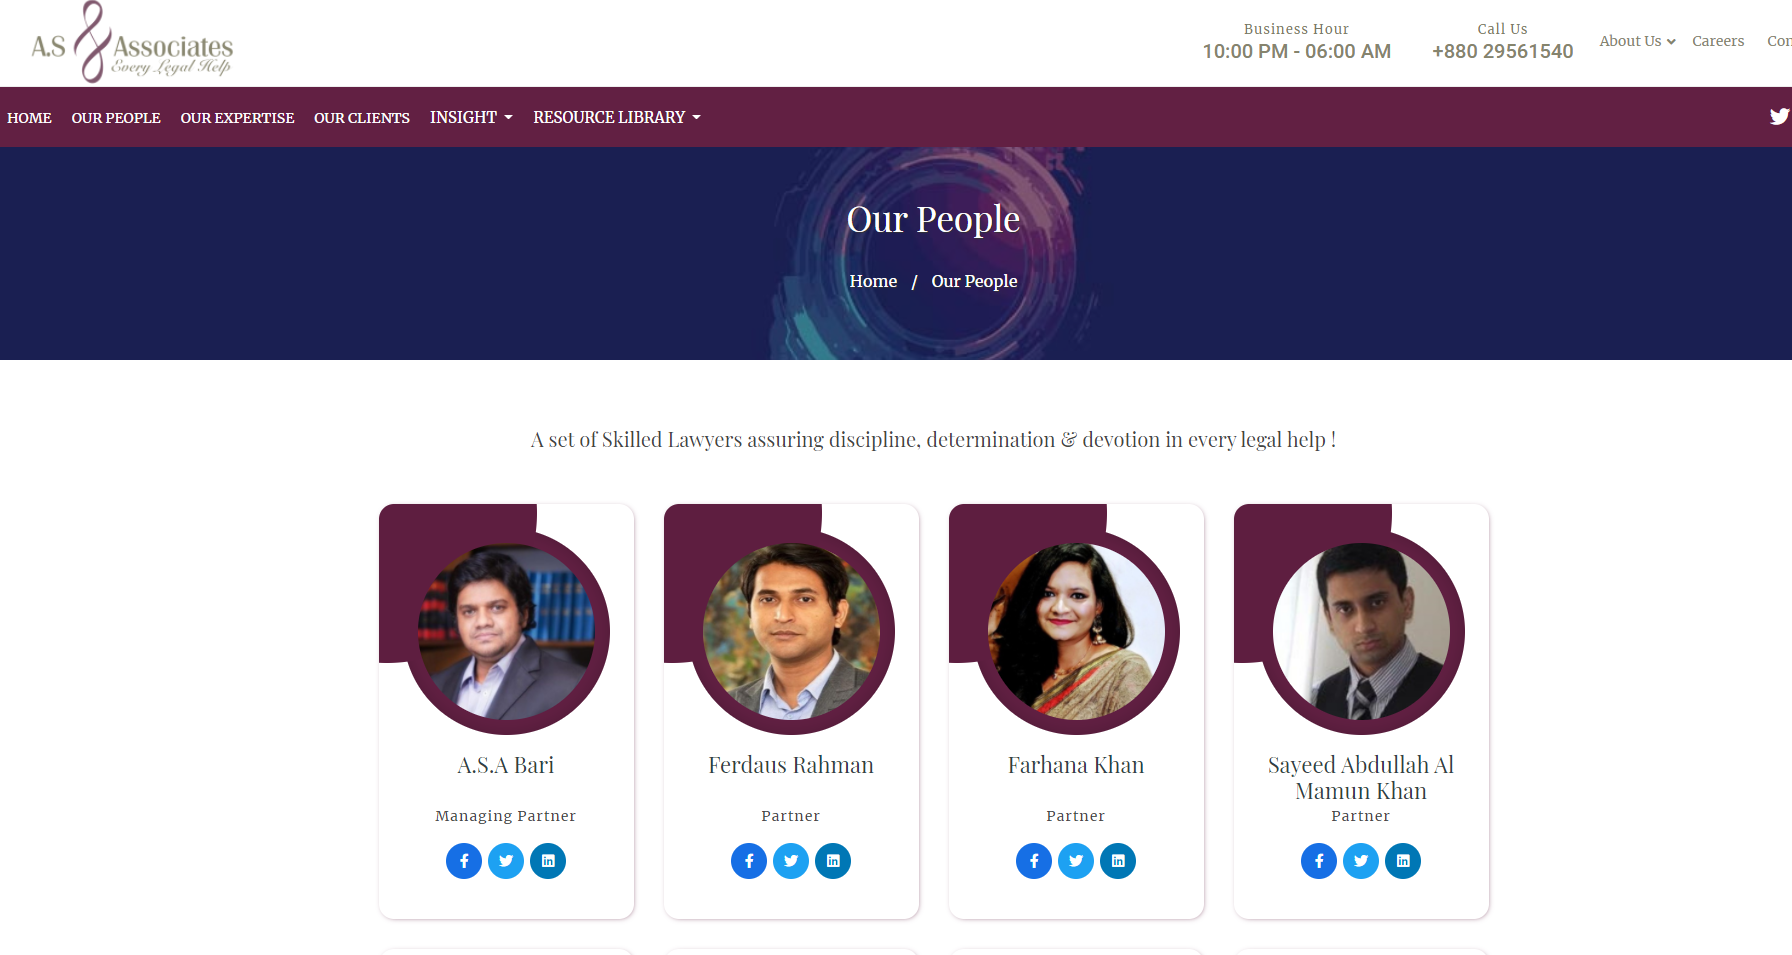 A.S & Associates
Every Legal Help
Business Hour
10:00 PM - 06:00 AM
Call Us
+880 29561540
About Us
Careers
Con
HOME
OUR PEOPLE
OUR EXPERTISE
OUR CLIENTS
INSIGHT
RESOURCE LIBRARY
Our People
Home / Our People
A set of Skilled Lawyers assuring discipline, determination & devotion in every legal help !
A.S.A Bari
Managing Partner
Ferdaus Rahman
Partner
Farhana Khan
Partner
Sayeed Abdullah Al
Mamun Khan
Partner